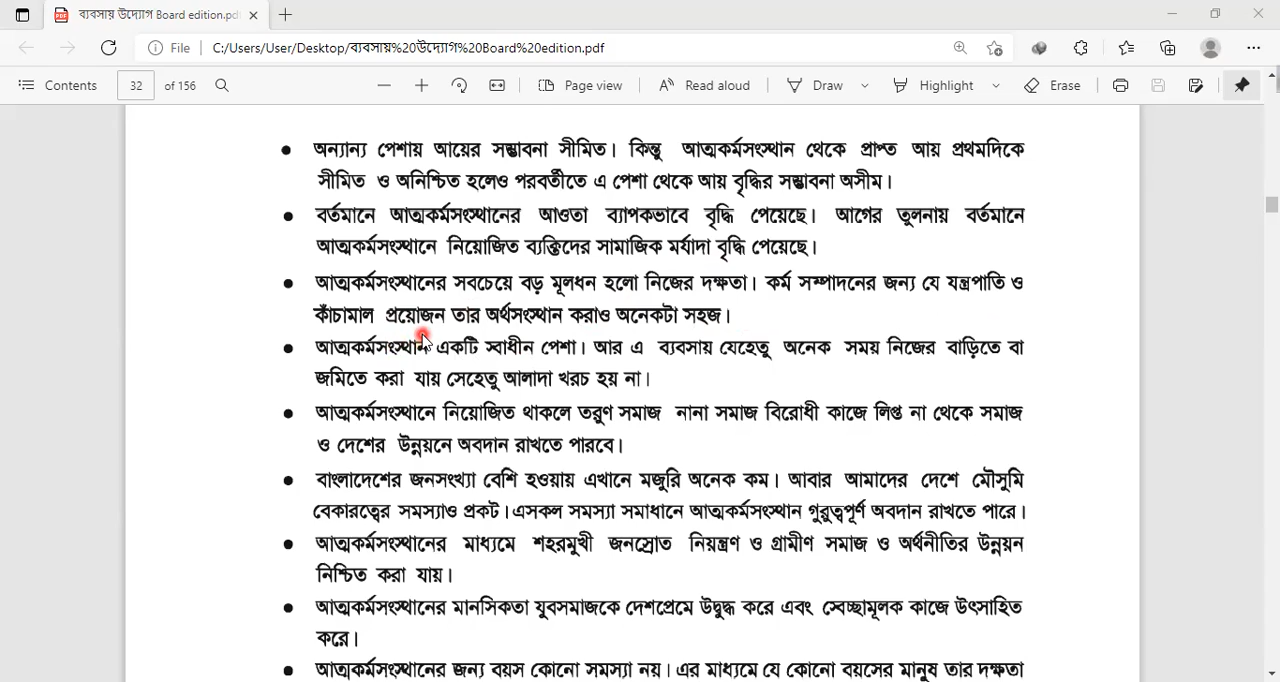 ব্যবসায় উদ্যোগ Board edition.pd
File C:/Users/User/Desktop/ব্যবসায়%20উদ্যোগ%20Board%20edition.pdf
Contents 32 of 156 Page view Read aloud Draw Highlight Erase
• অন্যান্য পেশায় আয়ের সম্ভাবনা সীমিত। কিন্তু আত্মকর্মসংস্থান থেকে প্রাপ্ত আয় প্রথমদিকে
সীমিত ও অনিশ্চিত হলেও পরবর্তীতে এ পেশা থেকে আয় বৃদ্ধির সম্ভাবনা অসীম।
• বর্তমানে আত্মকর্মসংস্থানের আওতা ব্যাপকভাবে বৃদ্ধি পেয়েছে। আগের তুলনায় বর্তমানে
আত্মকর্মসংস্থানে নিয়োজিত ব্যক্তিদের সামাজিক মর্যাদা বৃদ্ধি পেয়েছে।
• আত্মকর্মসংস্থানের সবচেয়ে বড় মূলধন হলো নিজের দক্ষতা। কর্ম সম্পাদনের জন্য যে যন্ত্রপাতি ও
কাঁচামাল প্রয়োজন তার অর্থসংস্থান করাও অনেকটা সহজ।
• আত্মকর্মসংস্থান একটি স্বাধীন পেশা। আর এ ব্যবসায় যেহেতু অনেক সময় নিজের বাড়িতে বা
জমিতে করা যায় সেহেতু আলাদা খরচ হয় না।
• আত্মকর্মসংস্থানে নিয়োজিত থাকলে তরুণ সমাজ নানা সমাজ বিরোধী কাজে লিপ্ত না থেকে সমাজ
ও দেশের উন্নয়নে অবদান রাখতে পারবে।
• বাংলাদেশের জনসংখ্যা বেশি হওয়ায় এখানে মজুরি অনেক কম। আবার আমাদের দেশে মৌসুমি
বেকারত্বের সমস্যাও প্রকট।এসকল সমস্যা সমাধানে আত্মকর্মসংস্থান গুরুত্বপূর্ণ অবদান রাখতে পারে।
• আত্মকর্মসংস্থানের মাধ্যমে শহরমুখী জনস্রোত নিয়ন্ত্রণ ও গ্রামীণ সমাজ ও অর্থনীতির উন্নয়ন
নিশ্চিত করা যায়।
• আত্মকর্মসংস্থানের মানসিকতা যুবসমাজকে দেশপ্রেমে উদ্বুদ্ধ করে এবং স্বেচ্ছামূলক কাজে উৎসাহিত
করে।
• আত্মকর্মসংস্থানের জন্য বয়স কোনো সমস্যা নয়। এর মাধ্যমে যে কোনো বয়সের মানুষ তার দক্ষতা